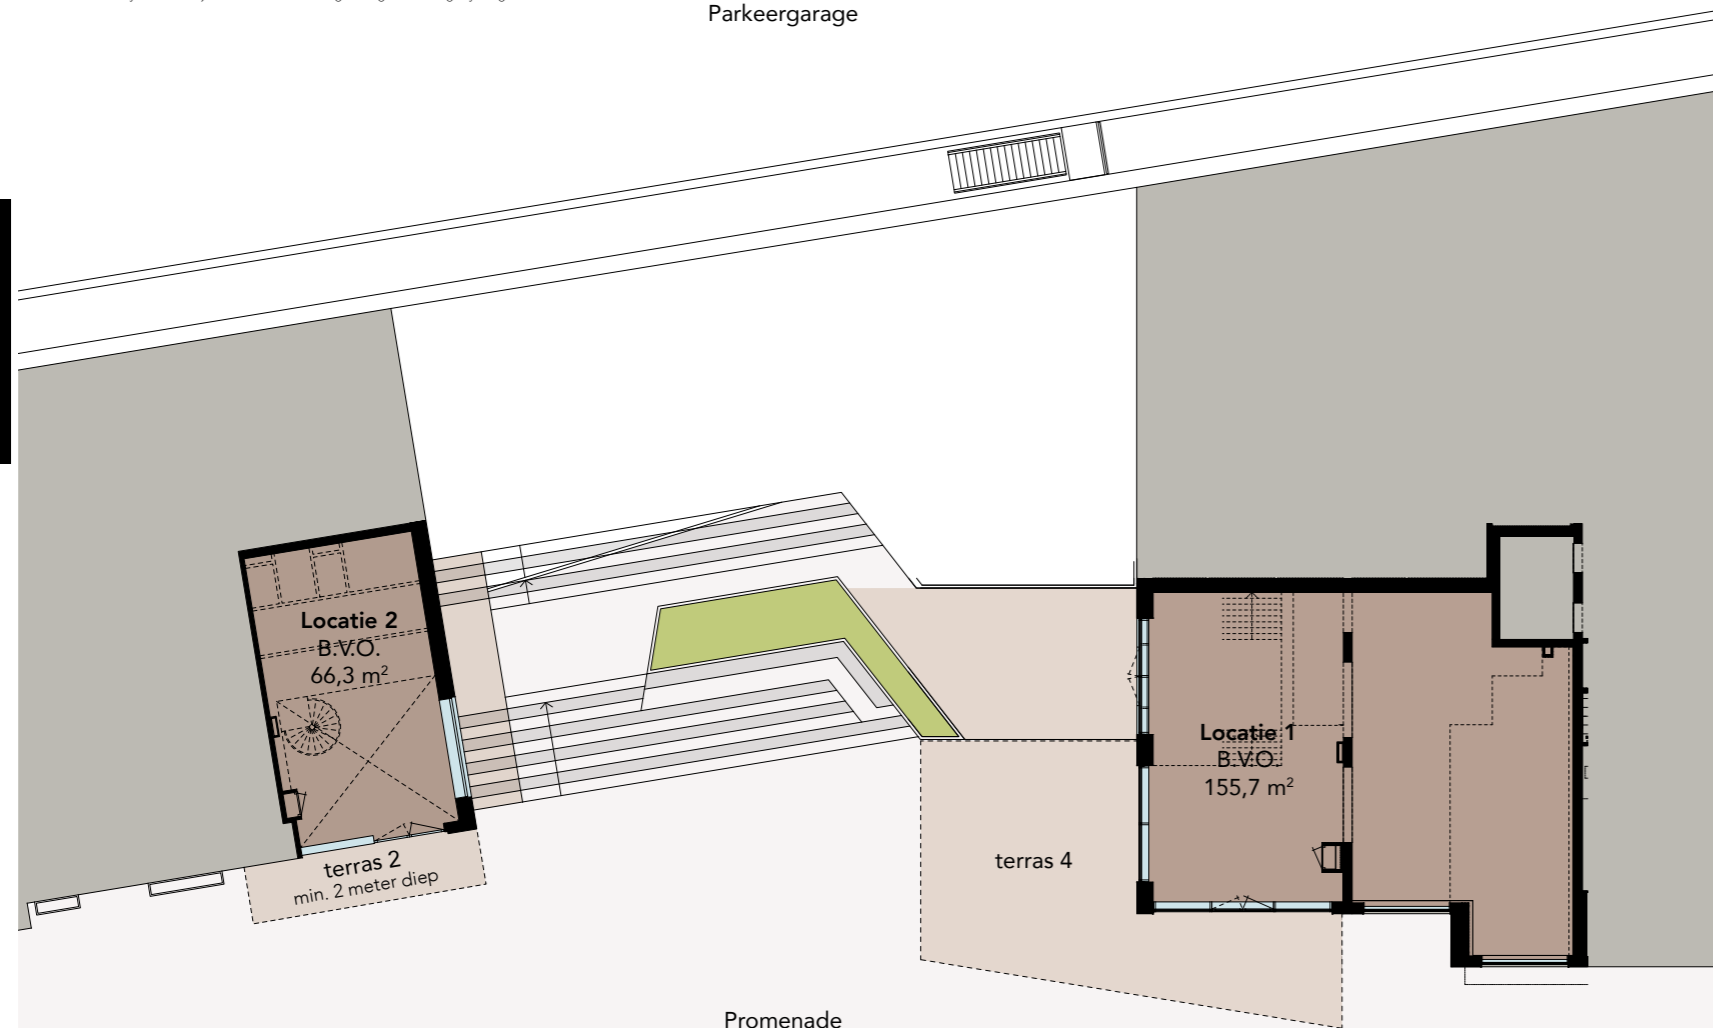 Parkeergarage
Locatie 2
B.V.O.
66,3 m²
terras 2
min. 2 meter diep
Locatie 1
B.V.O.
155,7 m²
terras 4
Promenade